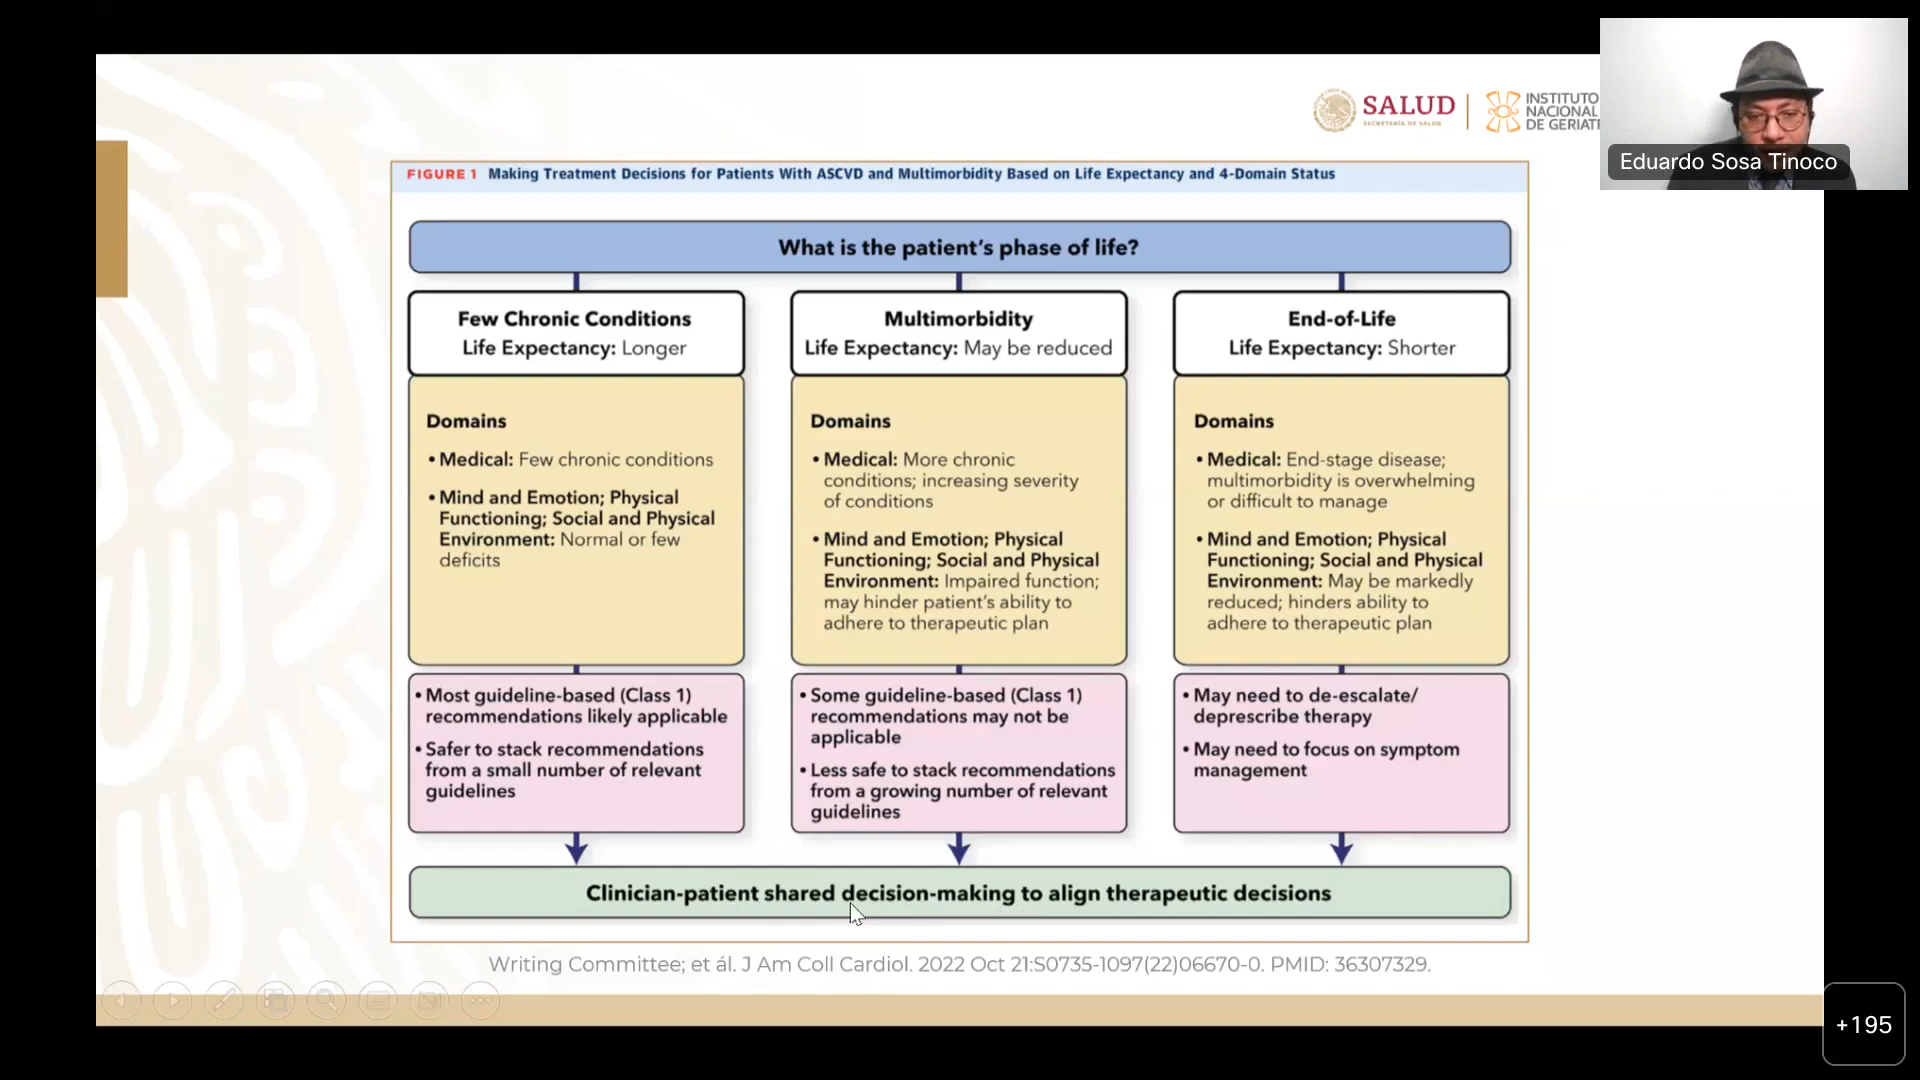 SALUD
SECRETARÍA DE SALUD
INSTITUTO
NACIONAL
DE GERIATR
Eduardo Sosa Tinoco
FIGURE 1 Making Treatment Decisions for Patients With ASCVD and Multimorbidity Based on Life Expectancy and 4-Domain Status
What is the patient's phase of life?
Few Chronic Conditions
Life Expectancy: Longer
Domains
• Medical: Few chronic conditions
• Mind and Emotion; Physical
Functioning; Social and Physical
Environment: Normal or few
deficits
• Most guideline-based (Class 1)
recommendations likely applicable
• Safer to stack recommendations
from a small number of relevant
guidelines
Multimorbidity
Life Expectancy: May be reduced
Domains
• Medical: More chronic
conditions; increasing severity
of conditions
• Mind and Emotion; Physical
Functioning; Social and Physical
Environment: Impaired function;
may hinder patient's ability to
adhere to therapeutic plan
• Some guideline-based (Class 1)
recommendations may not be
applicable
• Less safe to stack recommendations
from a growing number of relevant
guidelines
End-of-Life
Life Expectancy: Shorter
Domains
• Medical: End-stage disease;
multimorbidity is overwhelming
or difficult to manage
• Mind and Emotion; Physical
Functioning; Social and Physical
Environment: May be markedly
reduced; hinders ability to
adhere to therapeutic plan
• May need to de-escalate/
deprescribe therapy
• May need to focus on symptom
management
Clinician-patient shared decision-making to align therapeutic decisions
Writing Committee; et ál. J Am Coll Cardiol. 2022 Oct 21:S0735-1097(22)06670-0. PMID: 36307329.
+195